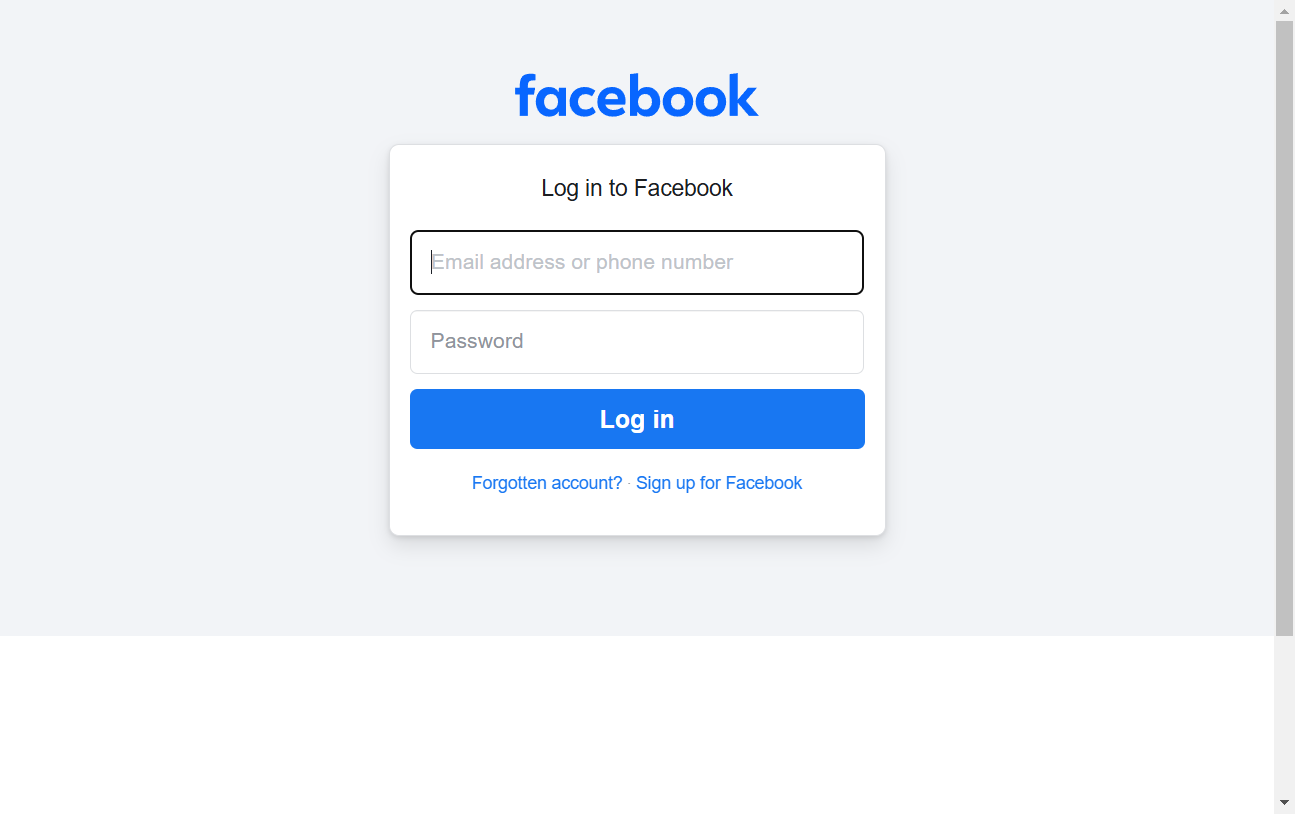 facebook
Log in to Facebook
Email address or phone number
Password
Log in
Forgotten account? · Sign up for Facebook